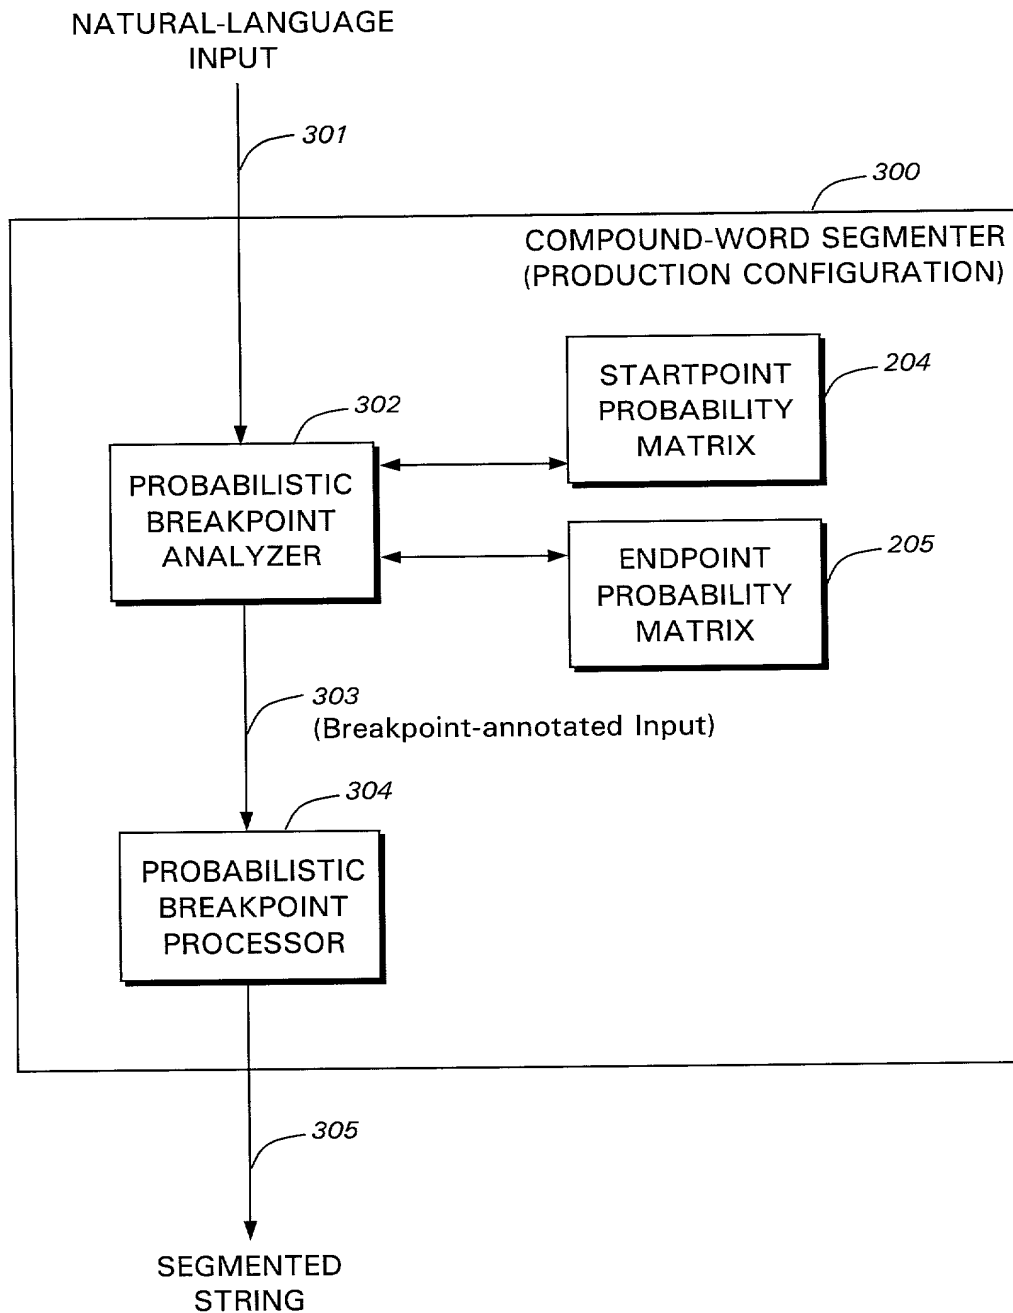 NATURAL-LANGUAGE
INPUT
301
300
COMPOUND-WORD SEGMENTER
(PRODUCTION CONFIGURATION)
STARTPOINT
PROBABILITY
MATRIX
204
302
PROBABILISTIC
BREAKPOINT
ANALYZER
ENDPOINT
PROBABILITY
MATRIX
205
303
(Breakpoint-annotated Input)
304
PROBABILISTIC
BREAKPOINT
PROCESSOR
305
SEGMENTED
STRING